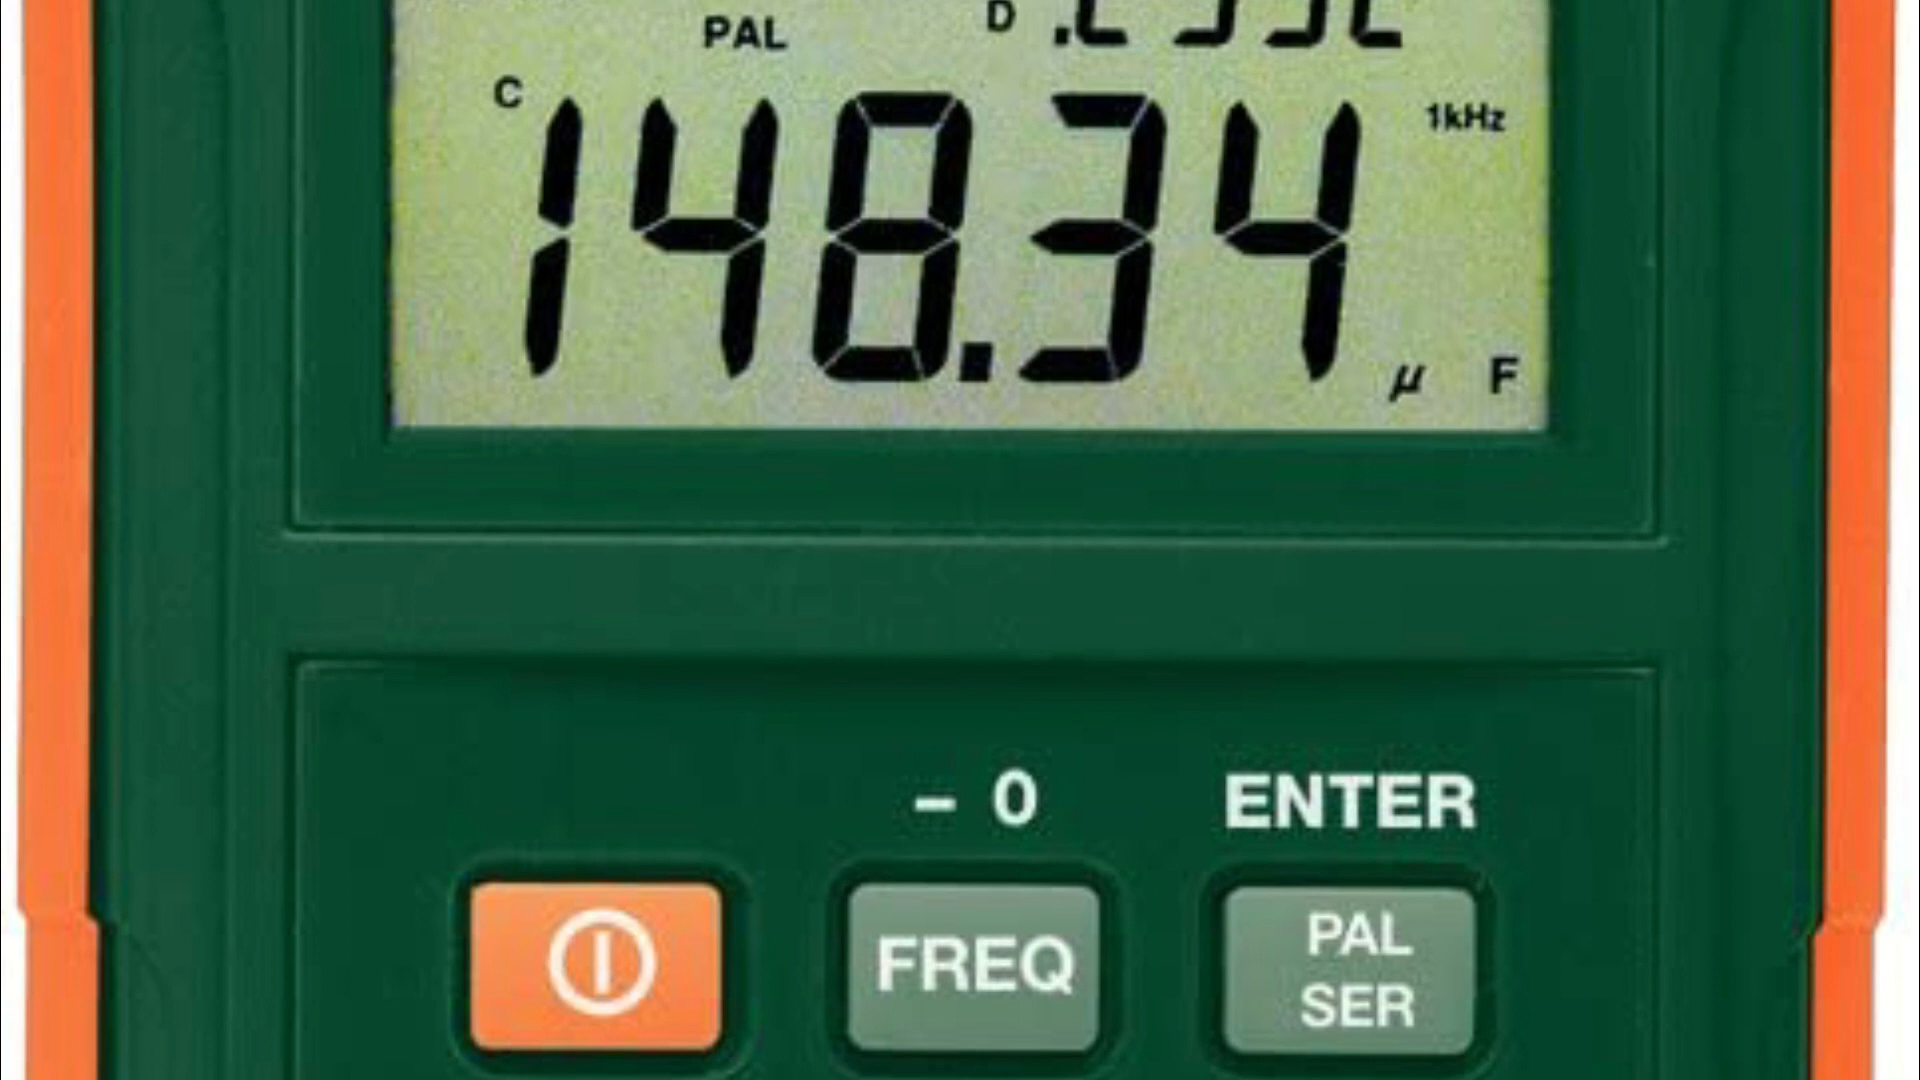 PAL D
C 148.34 1kHz
μ F
– 0 ENTER
FREQ PAL
SER